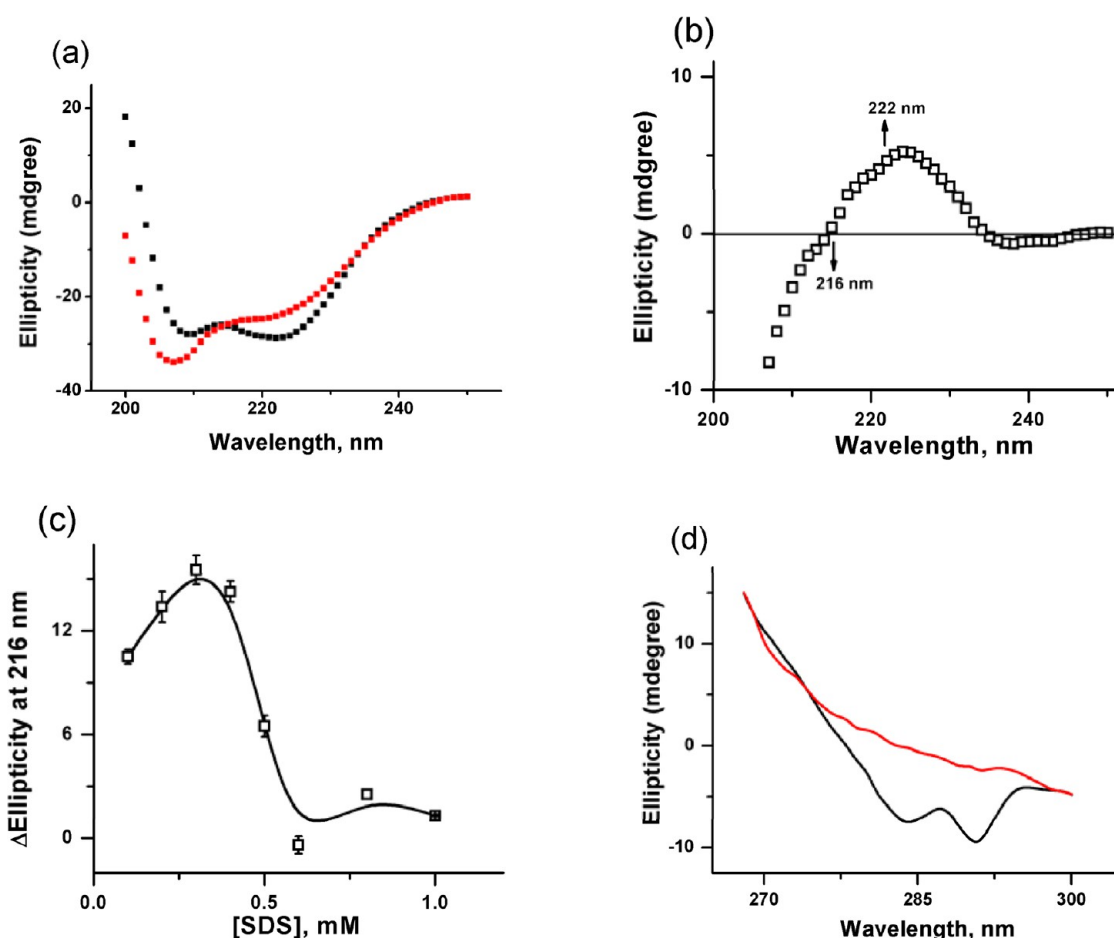 (a)
20
0
-20
-40
Ellipticity (mdgree)
200
220
240
Wavelength, nm
(b)
10
0
-10
Ellipticity (mdgree)
222 nm
216 nm
200
220
240
Wavelength, nm
(c)
12
6
0
ΔEllipticity at 216 nm
0.0
0.5
1.0
[SDS], mM
(d)
10
0
-10
Ellipticity (mdegree)
270
285
300
Wavelength, nm